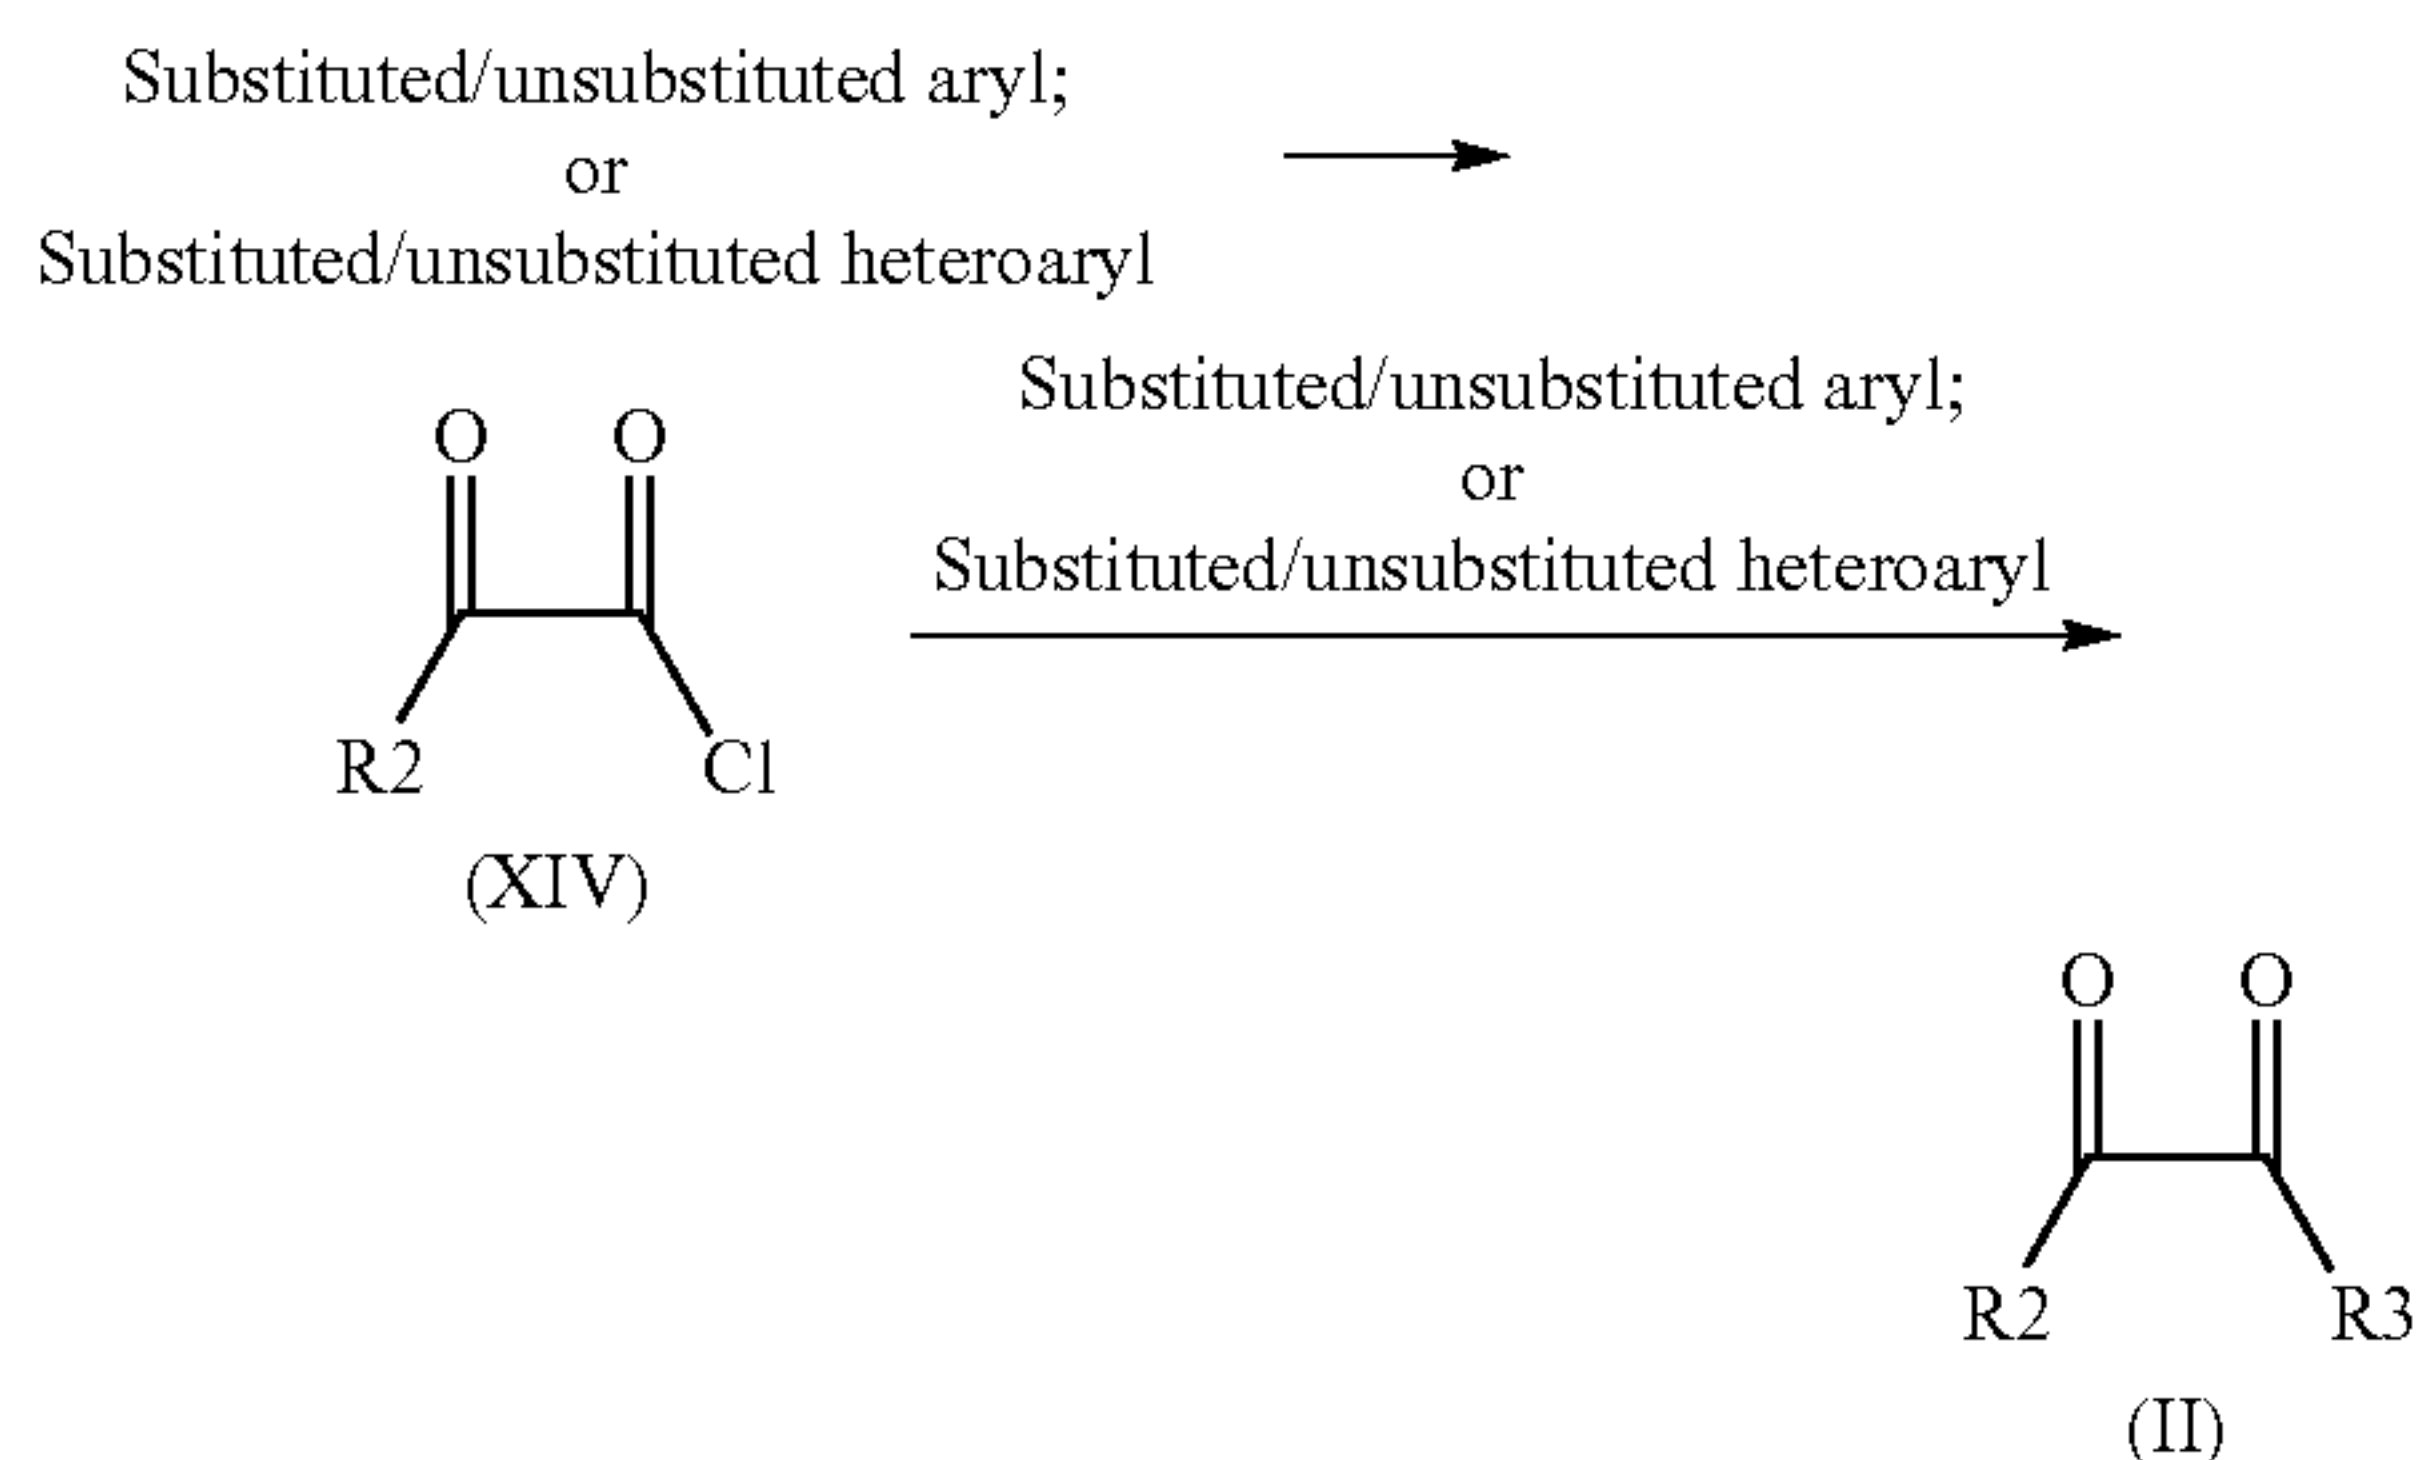 Substituted/unsubstituted aryl;
or
Substituted/unsubstituted heteroaryl
Substituted/unsubstituted aryl;
or
Substituted/unsubstituted heteroaryl
O O
R2 Cl
(XIV)
O O
R2 R3
(II)